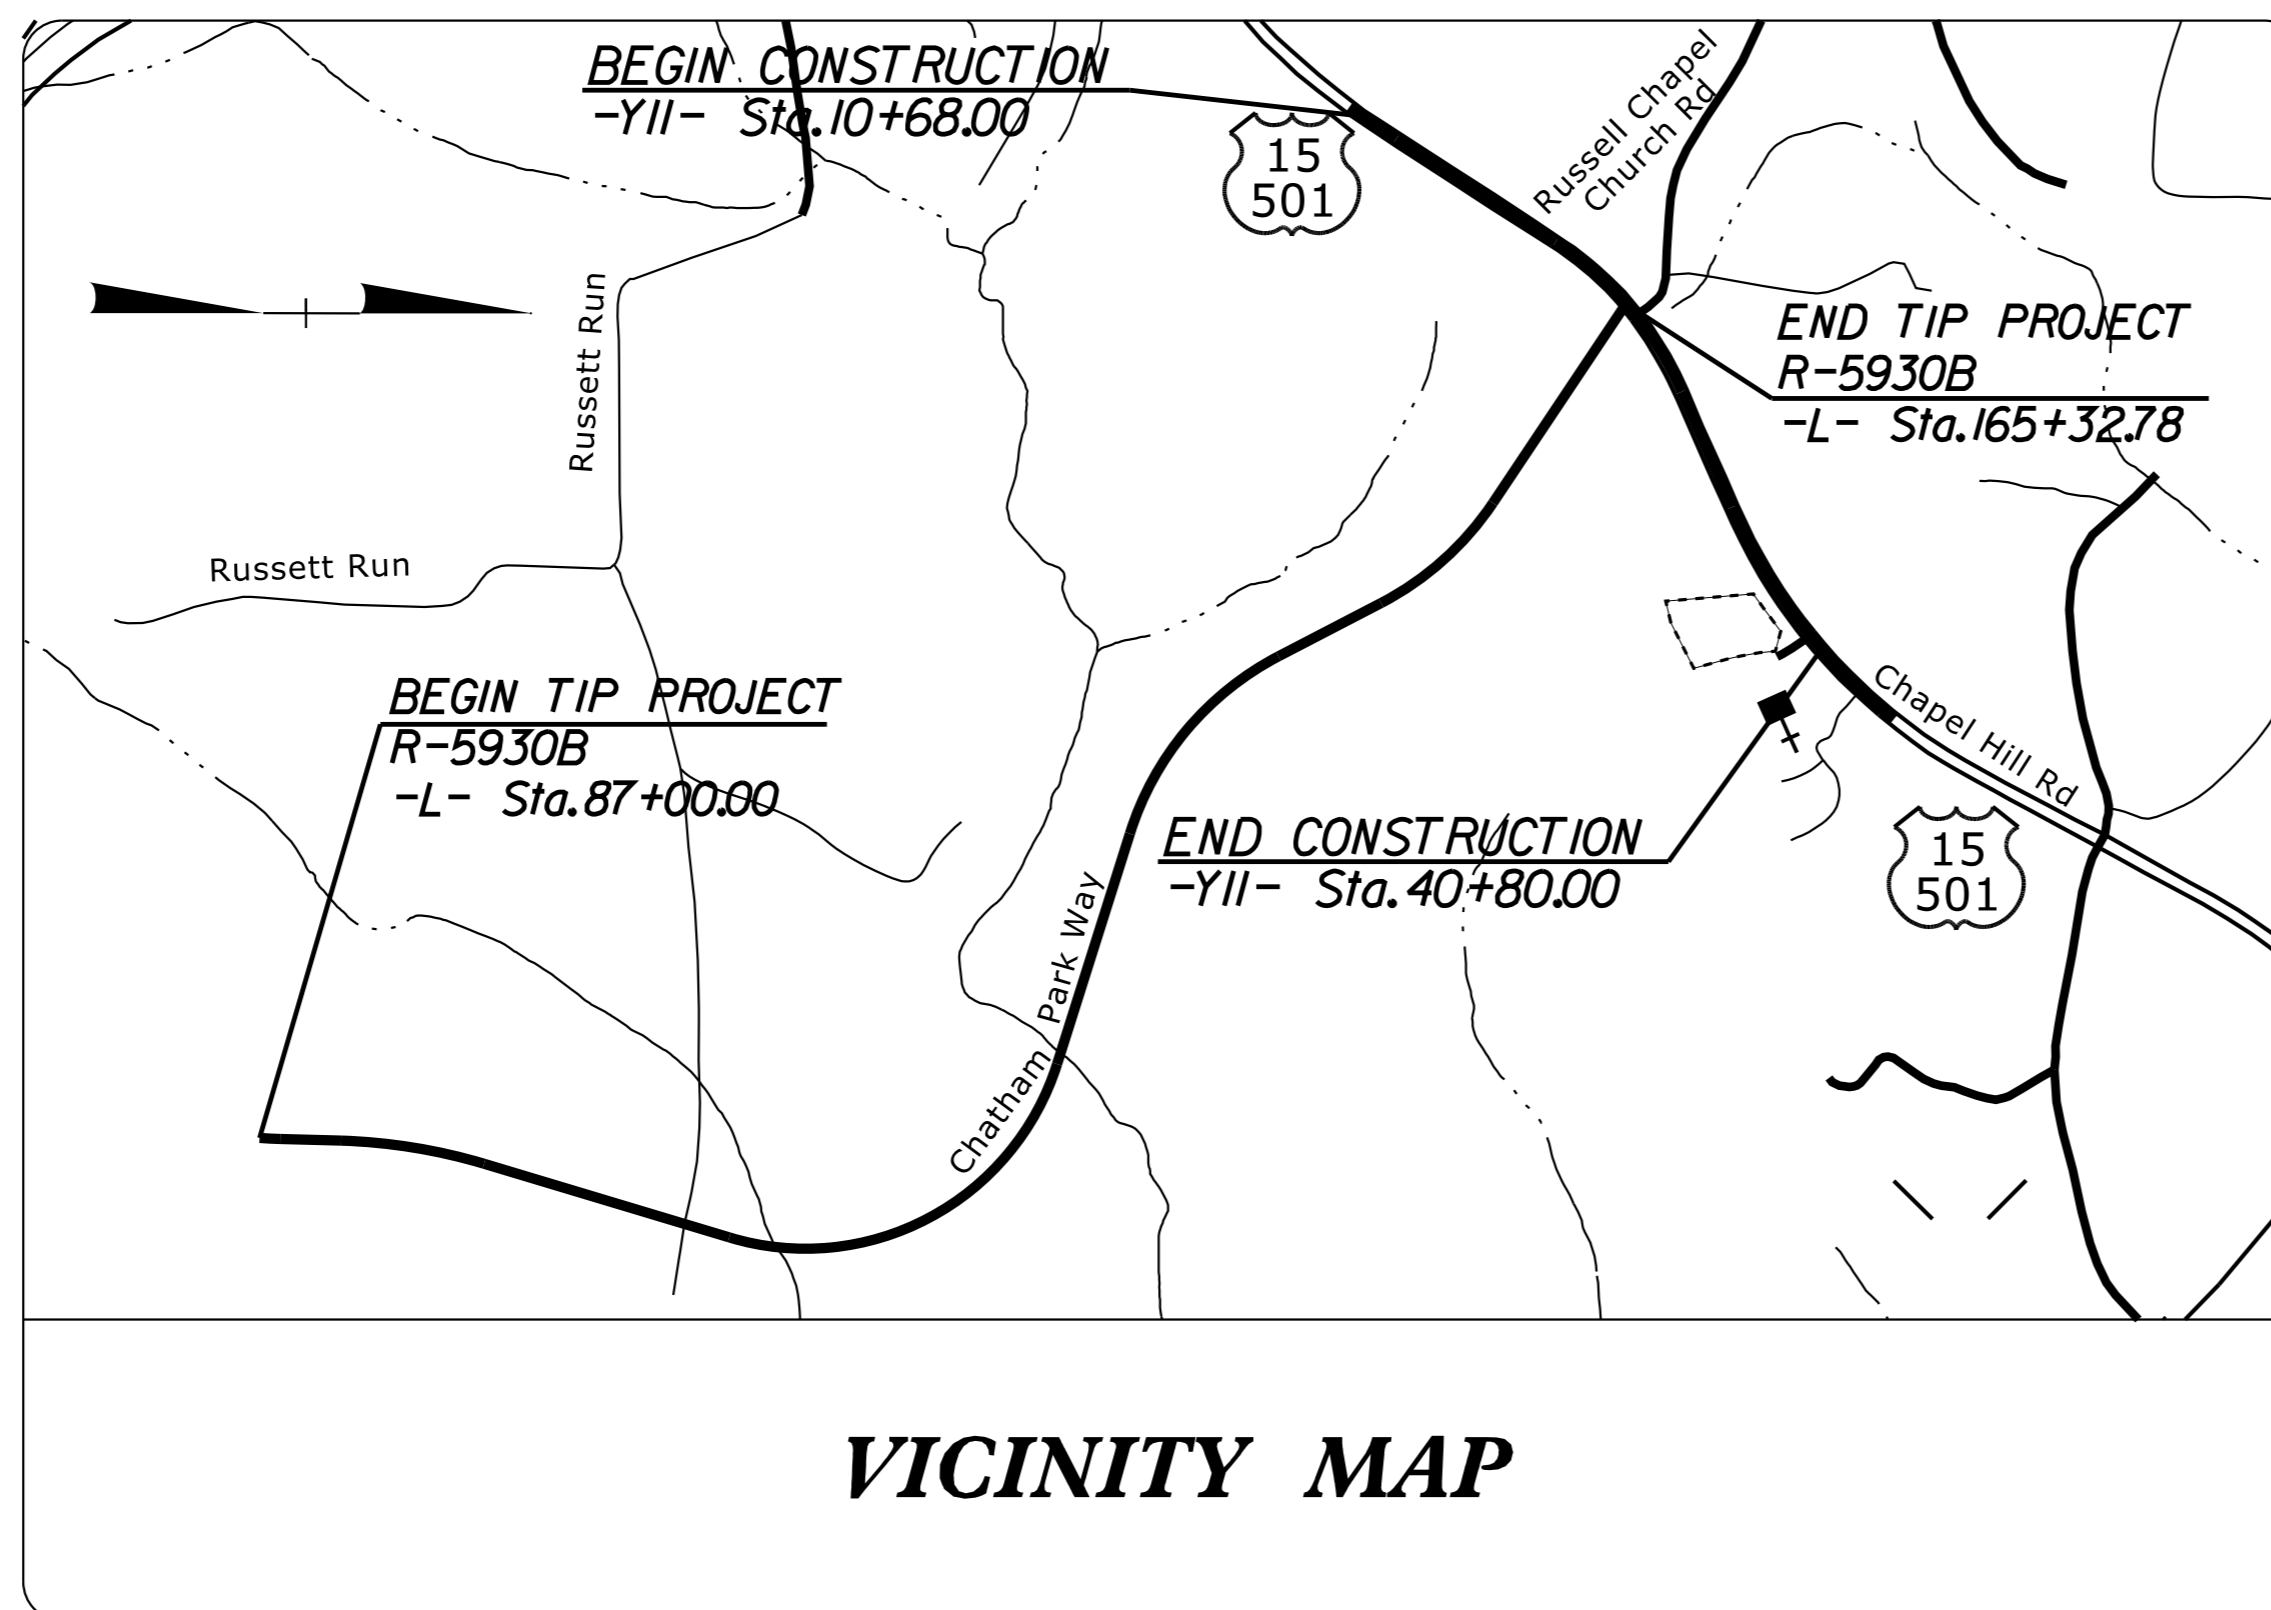 BEGIN CONSTRUCTION
-Y11- Sta. 10+68.00
15
501
Russell Chapel
Church Rd
END TIP PROJECT
R-5930B
-L- Sta. 165+32.78
Russett Run
Russett Run
BEGIN TIP PROJECT
R-5930B
-L- Sta. 87+00.00
Chapel Hill Rd
END CONSTRUCTION
-Y11- Sta. 40+80.00
15
501
Chatham Park Way
VICINITY MAP